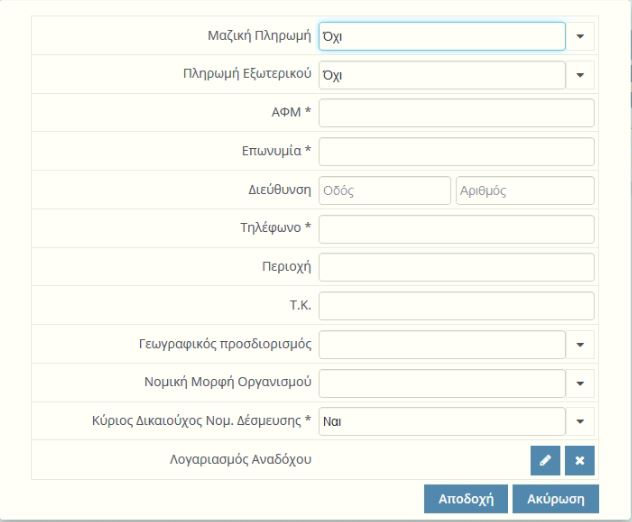 Μαζική Πληρωμή Όχι
Πληρωμή Εξωτερικού Όχι
ΑΦΜ *
Επωνυμία *
Διεύθυνση Οδός Αριθμός
Τηλέφωνο *
Περιοχή
Τ.Κ.
Γεωγραφικός προσδιορισμός
Νομική Μορφή Οργανισμού
Κύριος Δικαιούχος Νομ. Δέσμευσης * Ναι
Λογαριασμός Αναδόχου
Αποδοχή Ακύρωση